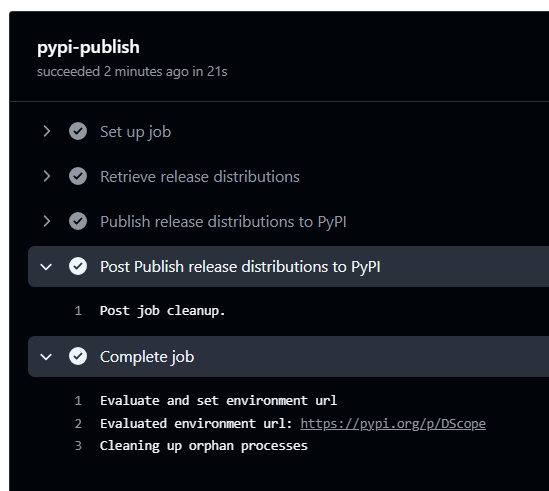 pypi-publish
succeeded 2 minutes ago in 21s
Set up job
Retrieve release distributions
Publish release distributions to PyPI
Post Publish release distributions to PyPI
1 Post job cleanup.
Complete job
1 Evaluate and set environment url
2 Evaluated environment url: https://pypi.org/p/DScope
3 Cleaning up orphan processes